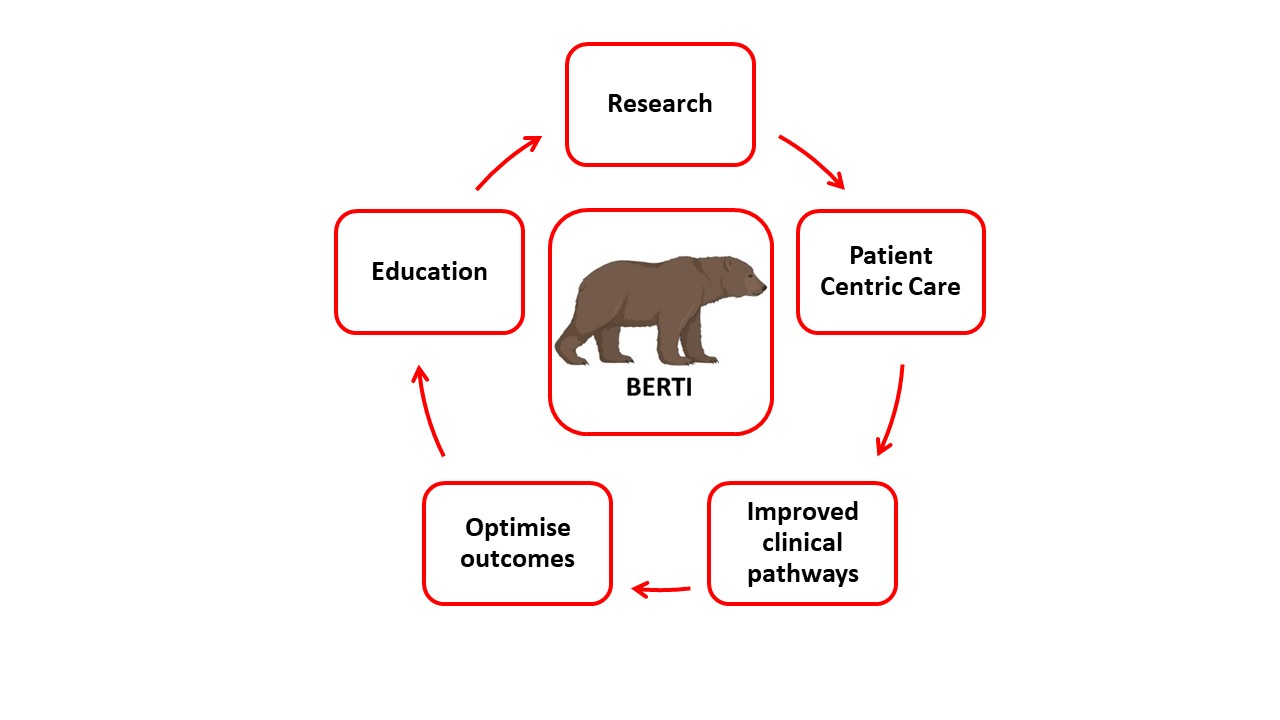 Research
Education
Patient
Centric Care
BERTI
Optimise
outcomes
Improved
clinical
pathways